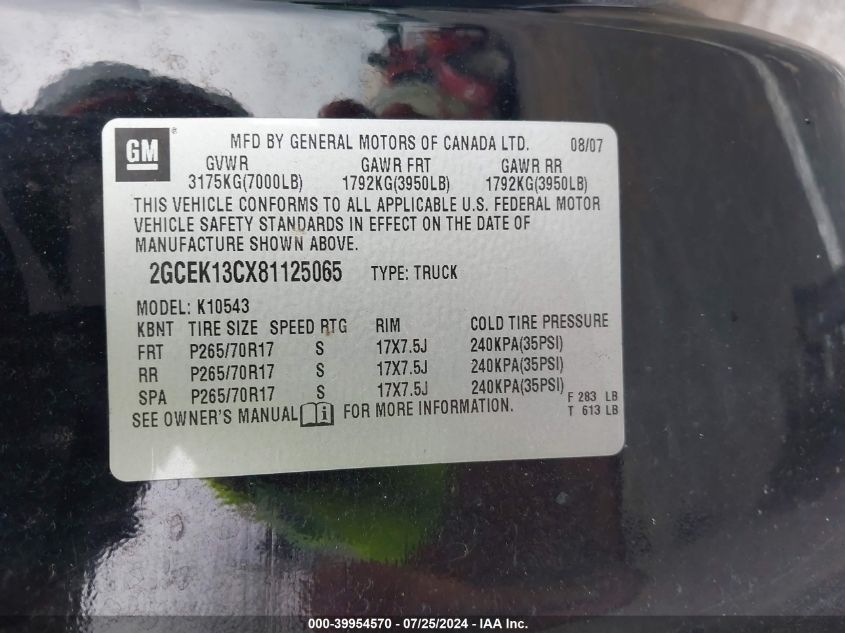 GM ®
MFD BY GENERAL MOTORS OF CANADA LTD. 08/07
GVWR GAWR FRT GAWR RR
3175KG(7000LB) 1792KG(3950LB) 1792KG(3950LB)
THIS VEHICLE CONFORMS TO ALL APPLICABLE U.S. FEDERAL MOTOR
VEHICLE SAFETY STANDARDS IN EFFECT ON THE DATE OF
MANUFACTURE SHOWN ABOVE.
2GCEK13CX81125065 TYPE: TRUCK
MODEL: K10543
KBNT TIRE SIZE SPEED RTG RIM COLD TIRE PRESSURE
FRT P265/70R17 S 17X7.5J 240KPA(35PSI)
RR P265/70R17 S 17X7.5J 240KPA(35PSI)
SPA P265/70R17 S 17X7.5J 240KPA(35PSI)
F 283 LB
SEE OWNER'S MANUAL i FOR MORE INFORMATION. T 613 LB
000-39954570 - 07/25/2024 - IAA Inc.